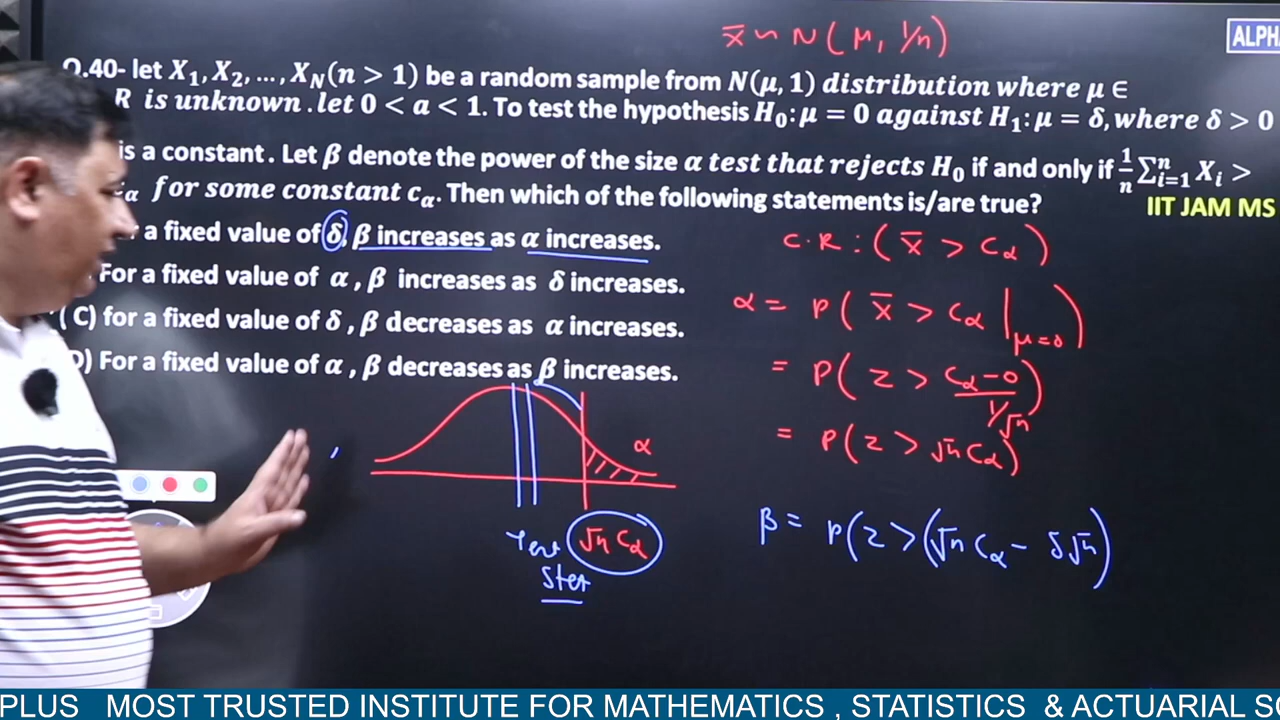 x̄ ~ N(μ, 1/n)
ALPH
Q.40- let X₁, X₂, ..., X_N(n > 1) be a random sample from N(μ, 1) distribution where μ ∈
R is unknown .let 0 < a < 1. To test the hypothesis H₀: μ = 0 against H₁: μ = δ, where δ > 0
is a constant. Let β denote the power of the size α test that rejects H₀ if and only if 1/n ∑ⁿᵢ₌₁ Xᵢ >
α for some constant c_α. Then which of the following statements is/are true?
IIT JAM MS
a fixed value of δ, β increases as α increases.
For a fixed value of α , β increases as δ increases.
( C) for a fixed value of δ , β decreases as α increases.
) For a fixed value of α , β decreases as β increases.
C.R : ( x̄ > C_α )
α = P( x̄ > C_α |μ=0 )
= P( Z > (C_α - 0)/(1/√n) )
= P( Z > √n C_α )
α
√n C_α
β = P( Z > (√n C_α - δ√n)
PLUS MOST TRUSTED INSTITUTE FOR MATHEMATICS , STATISTICS & ACTUARIAL SC